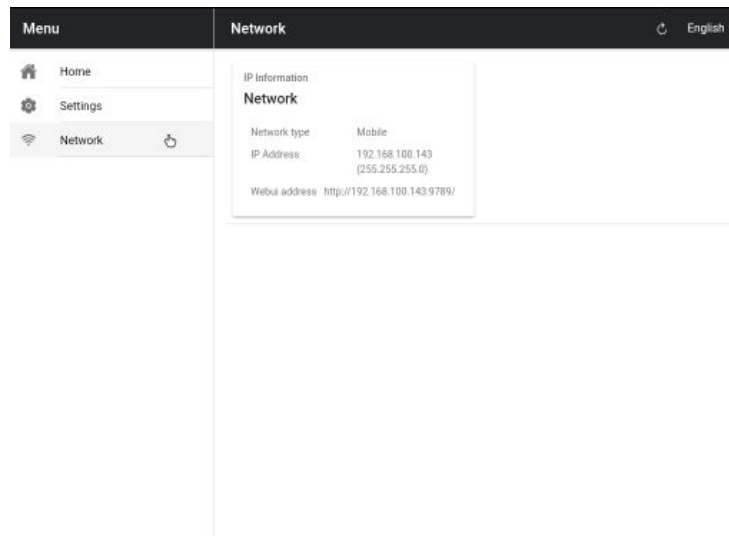 Menu
Network
English
Home
Settings
Network
IP Information
Network
Network type Mobile
IP Address 192.168.100.143
(255.255.255.0)
Webui address http://192.168.100.143:9789/